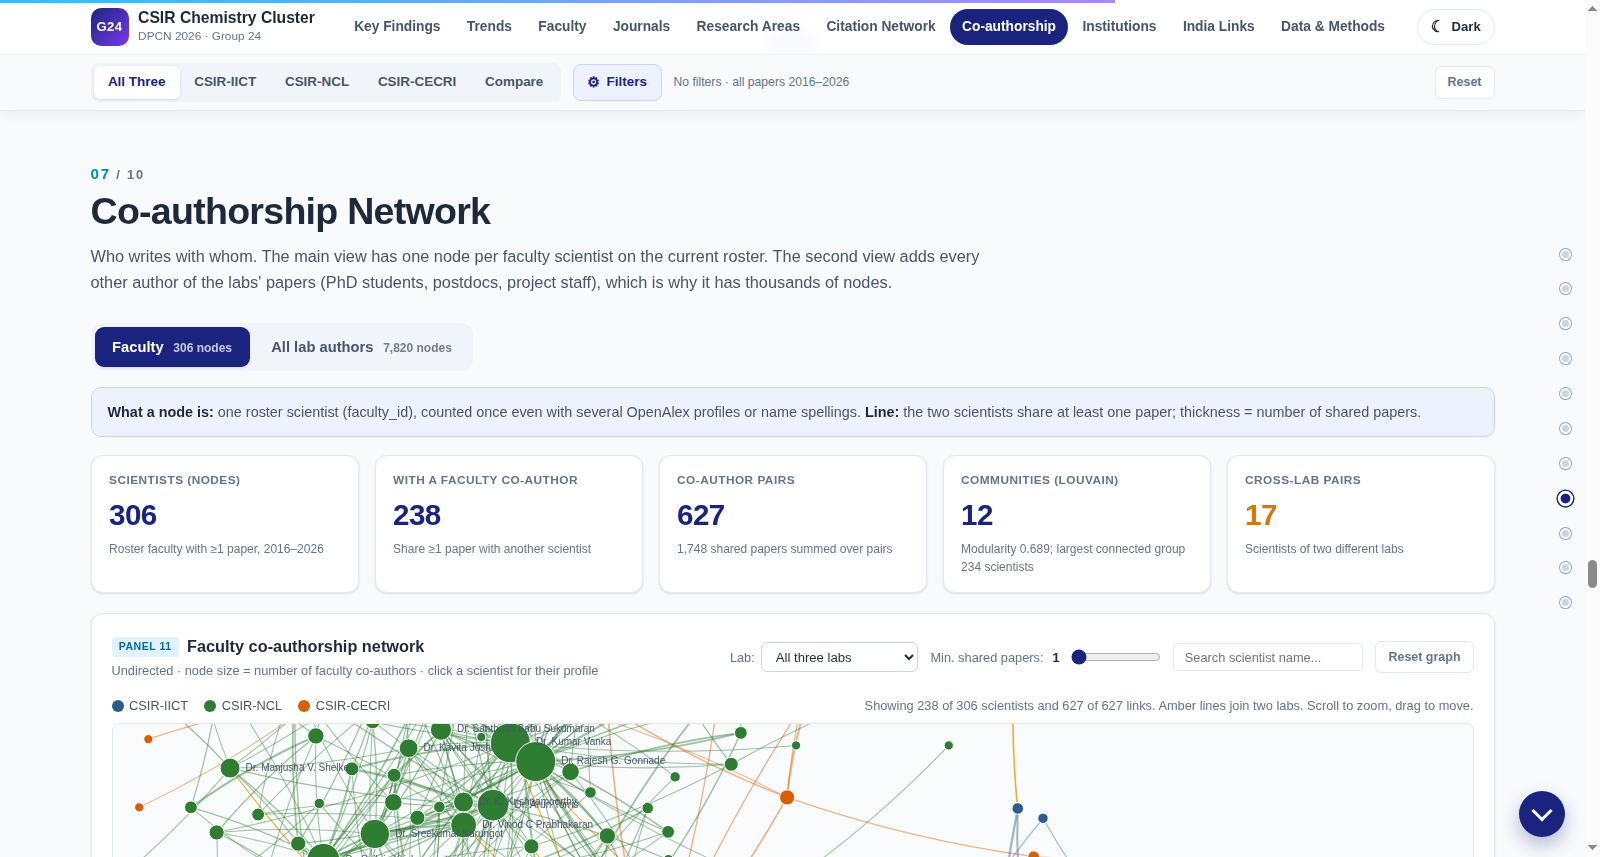 G24
CSIR Chemistry Cluster
DPCN 2026 · Group 24
Key Findings
Trends
Faculty
Journals
Research Areas
Citation Network
Co-authorship
Institutions
India Links
Data & Methods
☾ Dark
All Three
CSIR-IICT
CSIR-NCL
CSIR-CECRI
Compare
⚙ Filters
No filters · all papers 2016–2026
Reset
07 / 10
Co-authorship Network
Who writes with whom. The main view has one node per faculty scientist on the current roster. The second view adds every
other author of the labs' papers (PhD students, postdocs, project staff), which is why it has thousands of nodes.
Faculty 306 nodes
All lab authors 7,820 nodes
What a node is: one roster scientist (faculty_id), counted once even with several OpenAlex profiles or name spellings. Line: the two scientists share at least one paper; thickness = number of shared papers.
SCIENTISTS (NODES)
306
Roster faculty with ≥1 paper, 2016–2026
WITH A FACULTY CO-AUTHOR
238
Share ≥1 paper with another scientist
CO-AUTHOR PAIRS
627
1,748 shared papers summed over pairs
COMMUNITIES (LOUVAIN)
12
Modularity 0.689; largest connected group
234 scientists
CROSS-LAB PAIRS
17
Scientists of two different labs
PANEL 11
Faculty co-authorship network
Undirected · node size = number of faculty co-authors · click a scientist for their profile
Lab:
All three labs
Min. shared papers: 1
Search scientist name...
Reset graph
CSIR-IICT
CSIR-NCL
CSIR-CECRI
Showing 238 of 306 scientists and 627 of 627 links. Amber lines join two labs. Scroll to zoom, drag to move.
Dr. Santhosh Babu Sukumaran
Dr. Kumar Vanka
Dr. Kavita Josh
Dr. Rajesh G. Gonnade
Dr. Manjusha V. Shelke
Dr. Vinod C Prabhakaran
Dr. Sreekumar Kurungot